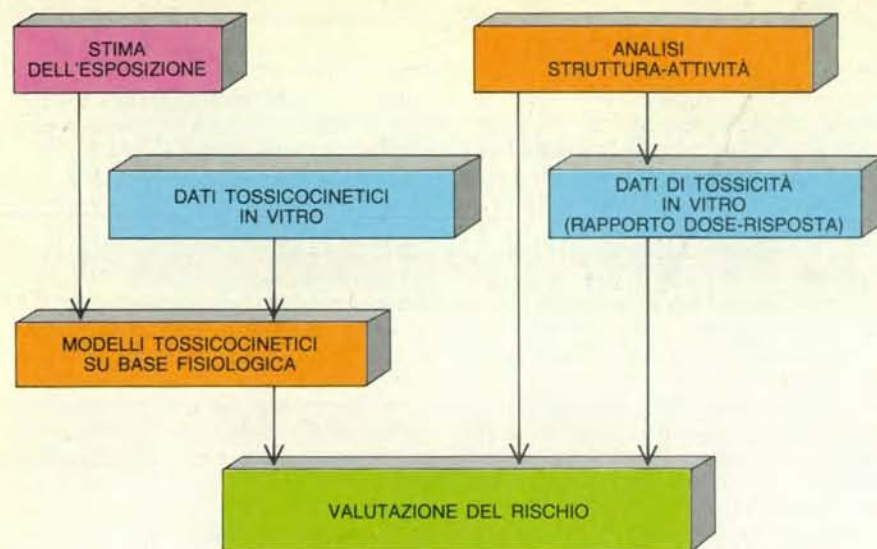 STIMA
DELL'ESPOSIZIONE
ANALISI
STRUTTURA-ATTIVITÀ
DATI TOSSICOCINETICI
IN VITRO
DATI DI TOSSICITÀ
IN VITRO
(RAPPORTO DOSE-RISPOSTA)
MODELLI TOSSICOCINETICI
SU BASE FISIOLOGICA
VALUTAZIONE DEL RISCHIO